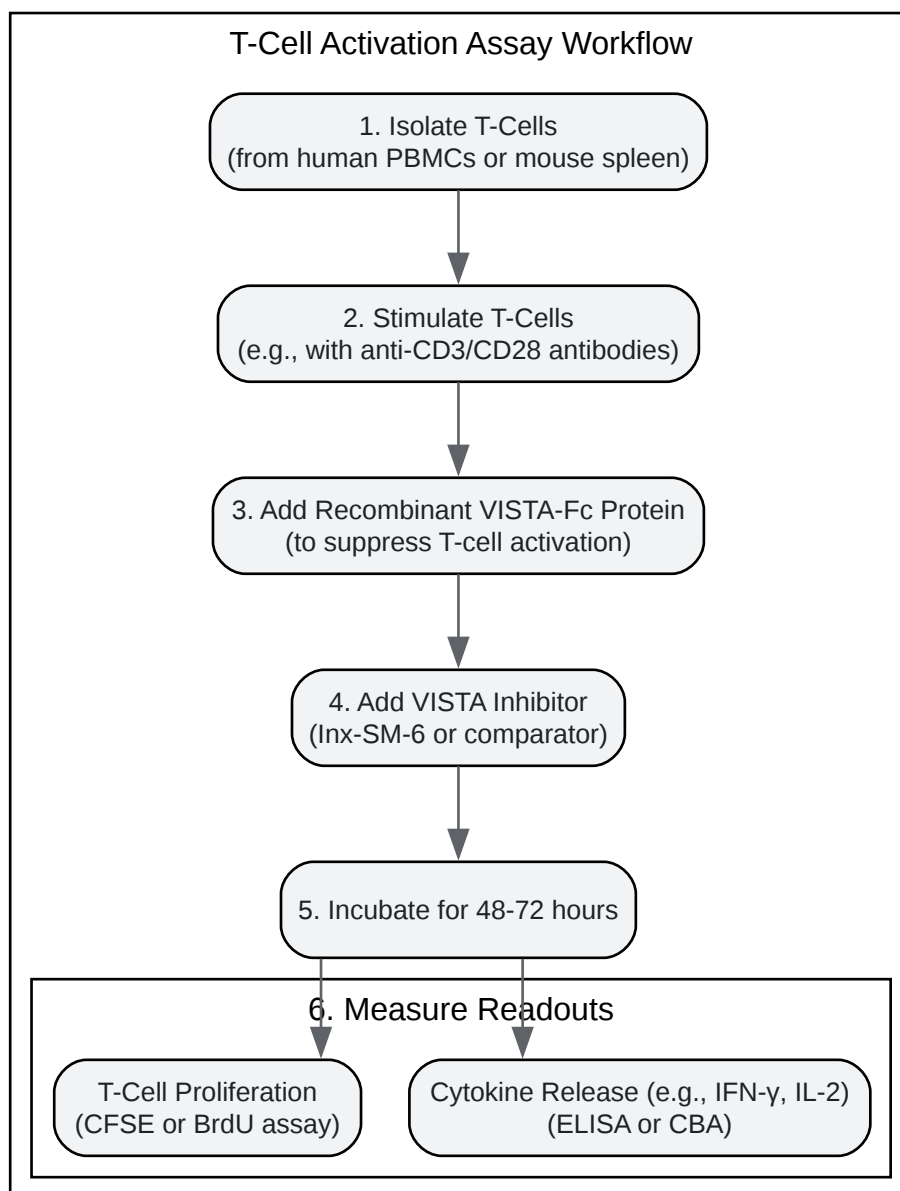 T-Cell Activation Assay Workflow
1. Isolate T-Cells
(from human PBMCs or mouse spleen)
2. Stimulate T-Cells
(e.g., with anti-CD3/CD28 antibodies)
3. Add Recombinant VISTA-Fc Protein
(to suppress T-cell activation)
4. Add VISTA Inhibitor
(Inx-SM-6 or comparator)
5. Incubate for 48-72 hours
6. Measure Readouts
T-Cell Proliferation
(CFSE or BrdU assay)
Cytokine Release (e.g., IFN-γ, IL-2)
(ELISA or CBA)